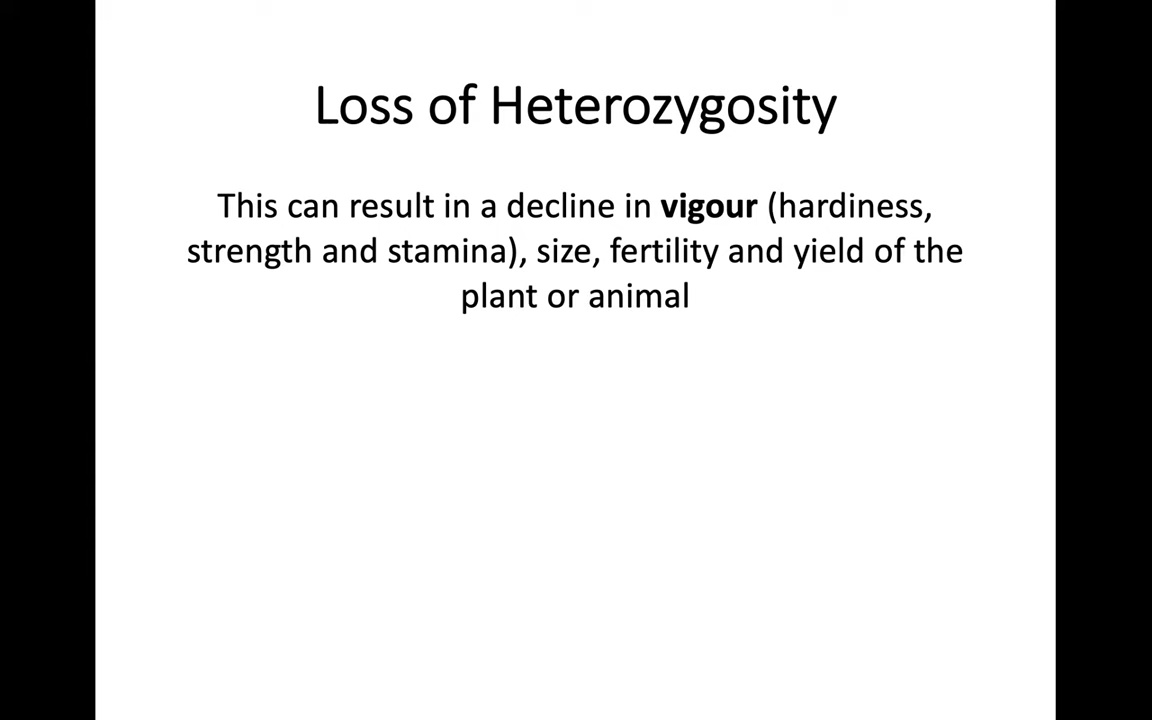 Loss of Heterozygosity
This can result in a decline in vigour (hardiness,
strength and stamina), size, fertility and yield of the
plant or animal